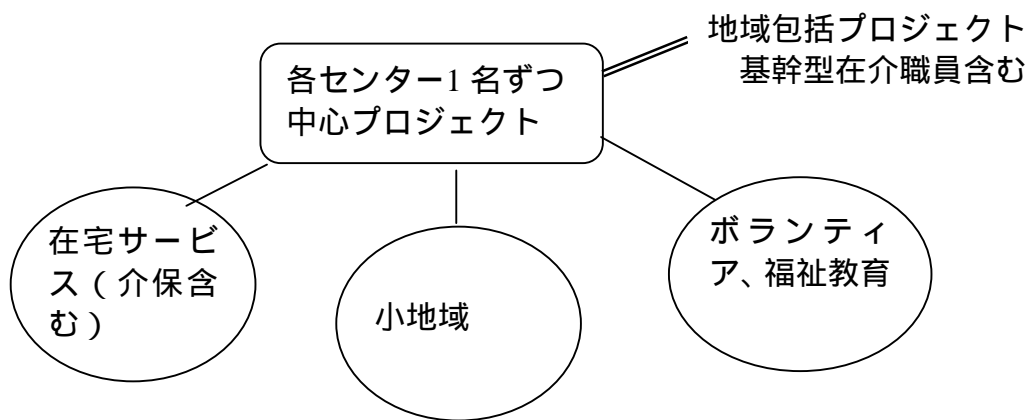 地域包括プロジェクト
基幹型在介職員含む
各センター1名ずつ
中心プロジェクト
在宅サービ
ス（介保含
む）
小地域
ボランティ
ア、福祉教育